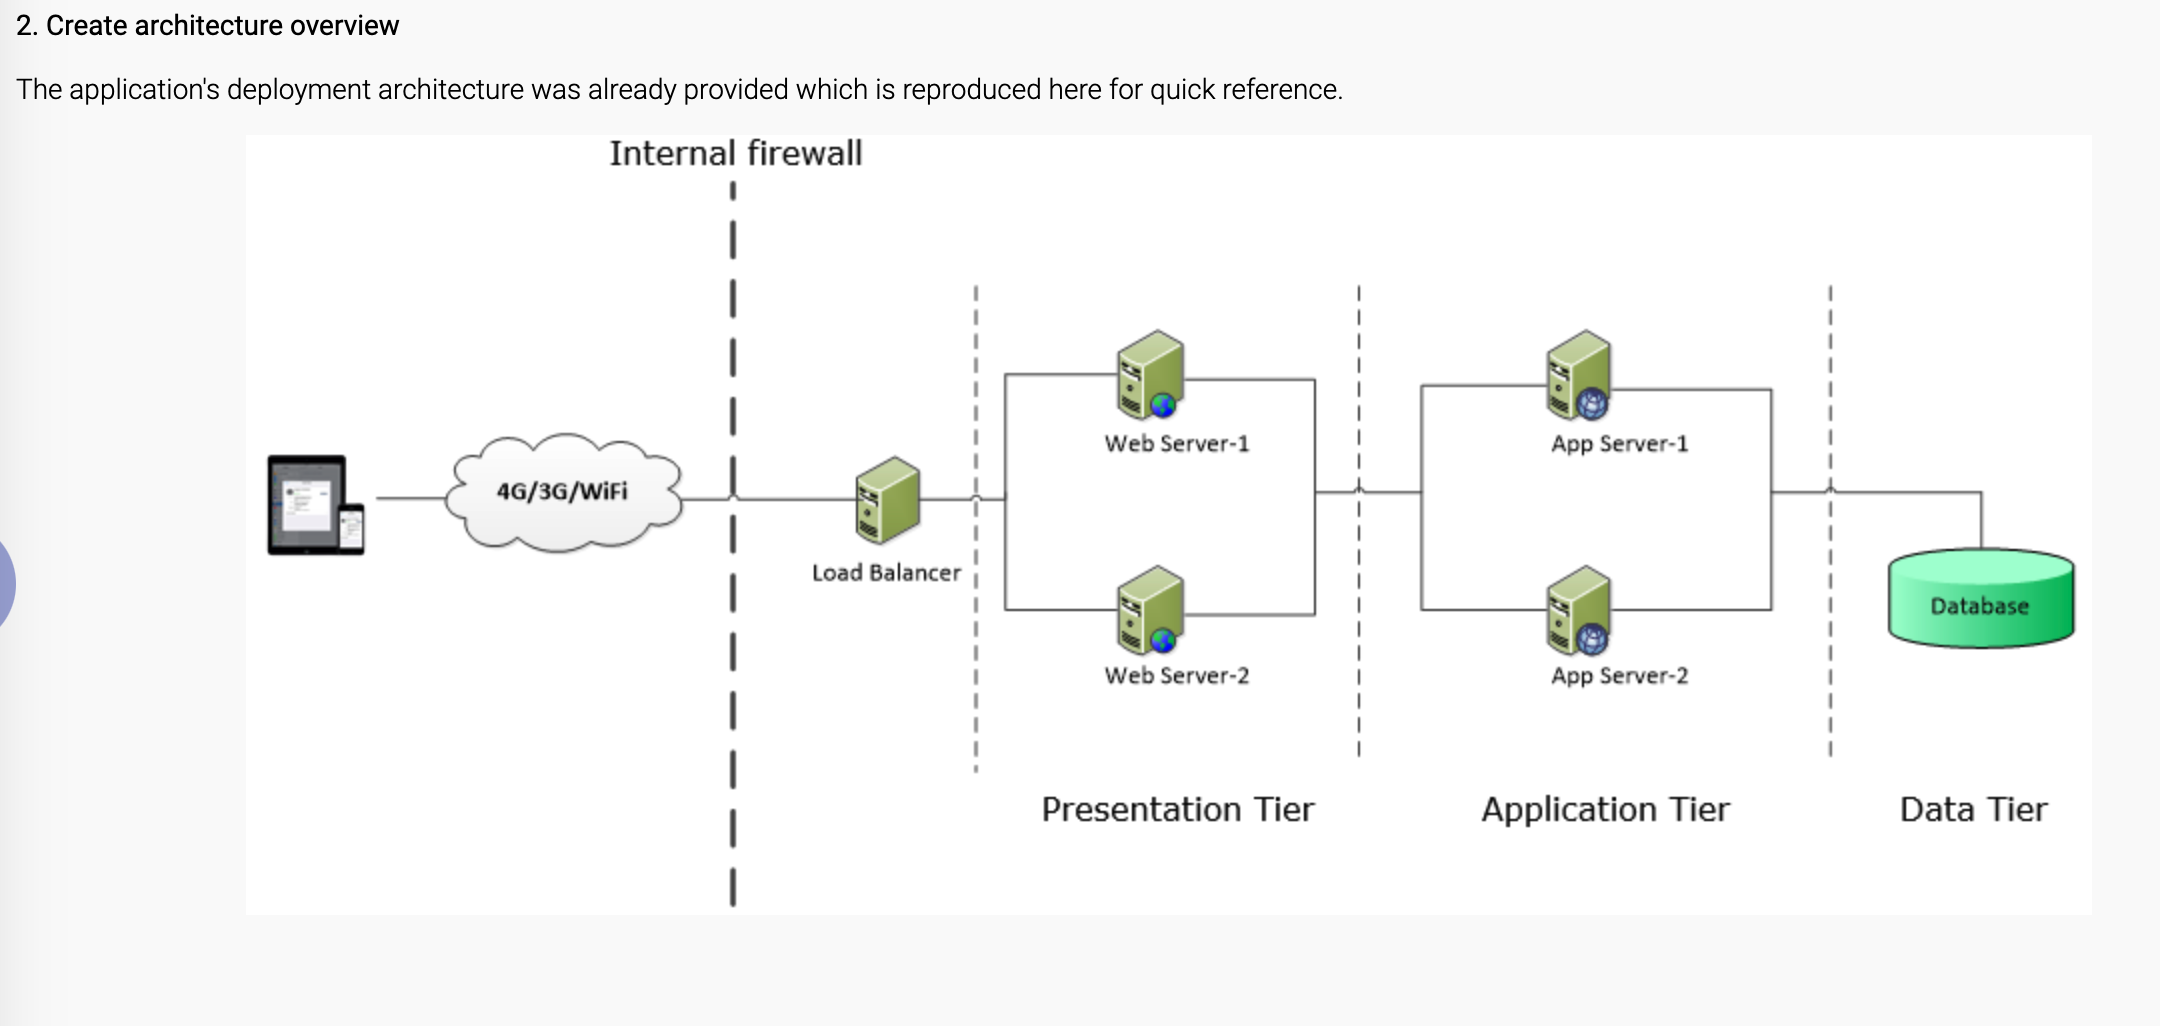 2. Create architecture overview
The application's deployment architecture was already provided which is reproduced here for quick reference.
Internal firewall
4G/3G/WiFi
Load Balancer
Web Server-1
App Server-1
Web Server-2
App Server-2
Database
Presentation Tier
Application Tier
Data Tier